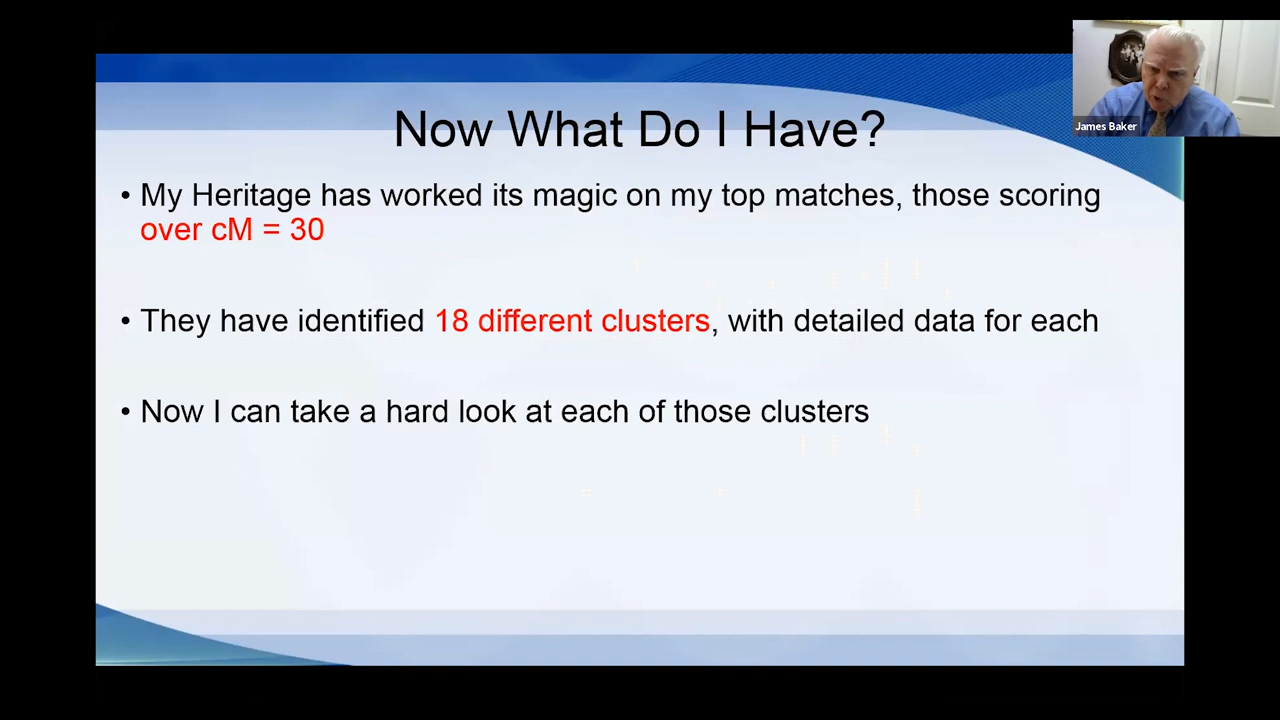 Now What Do I Have?
• My Heritage has worked its magic on my top matches, those scoring
over cM = 30
• They have identified 18 different clusters, with detailed data for each
• Now I can take a hard look at each of those clusters
James Baker